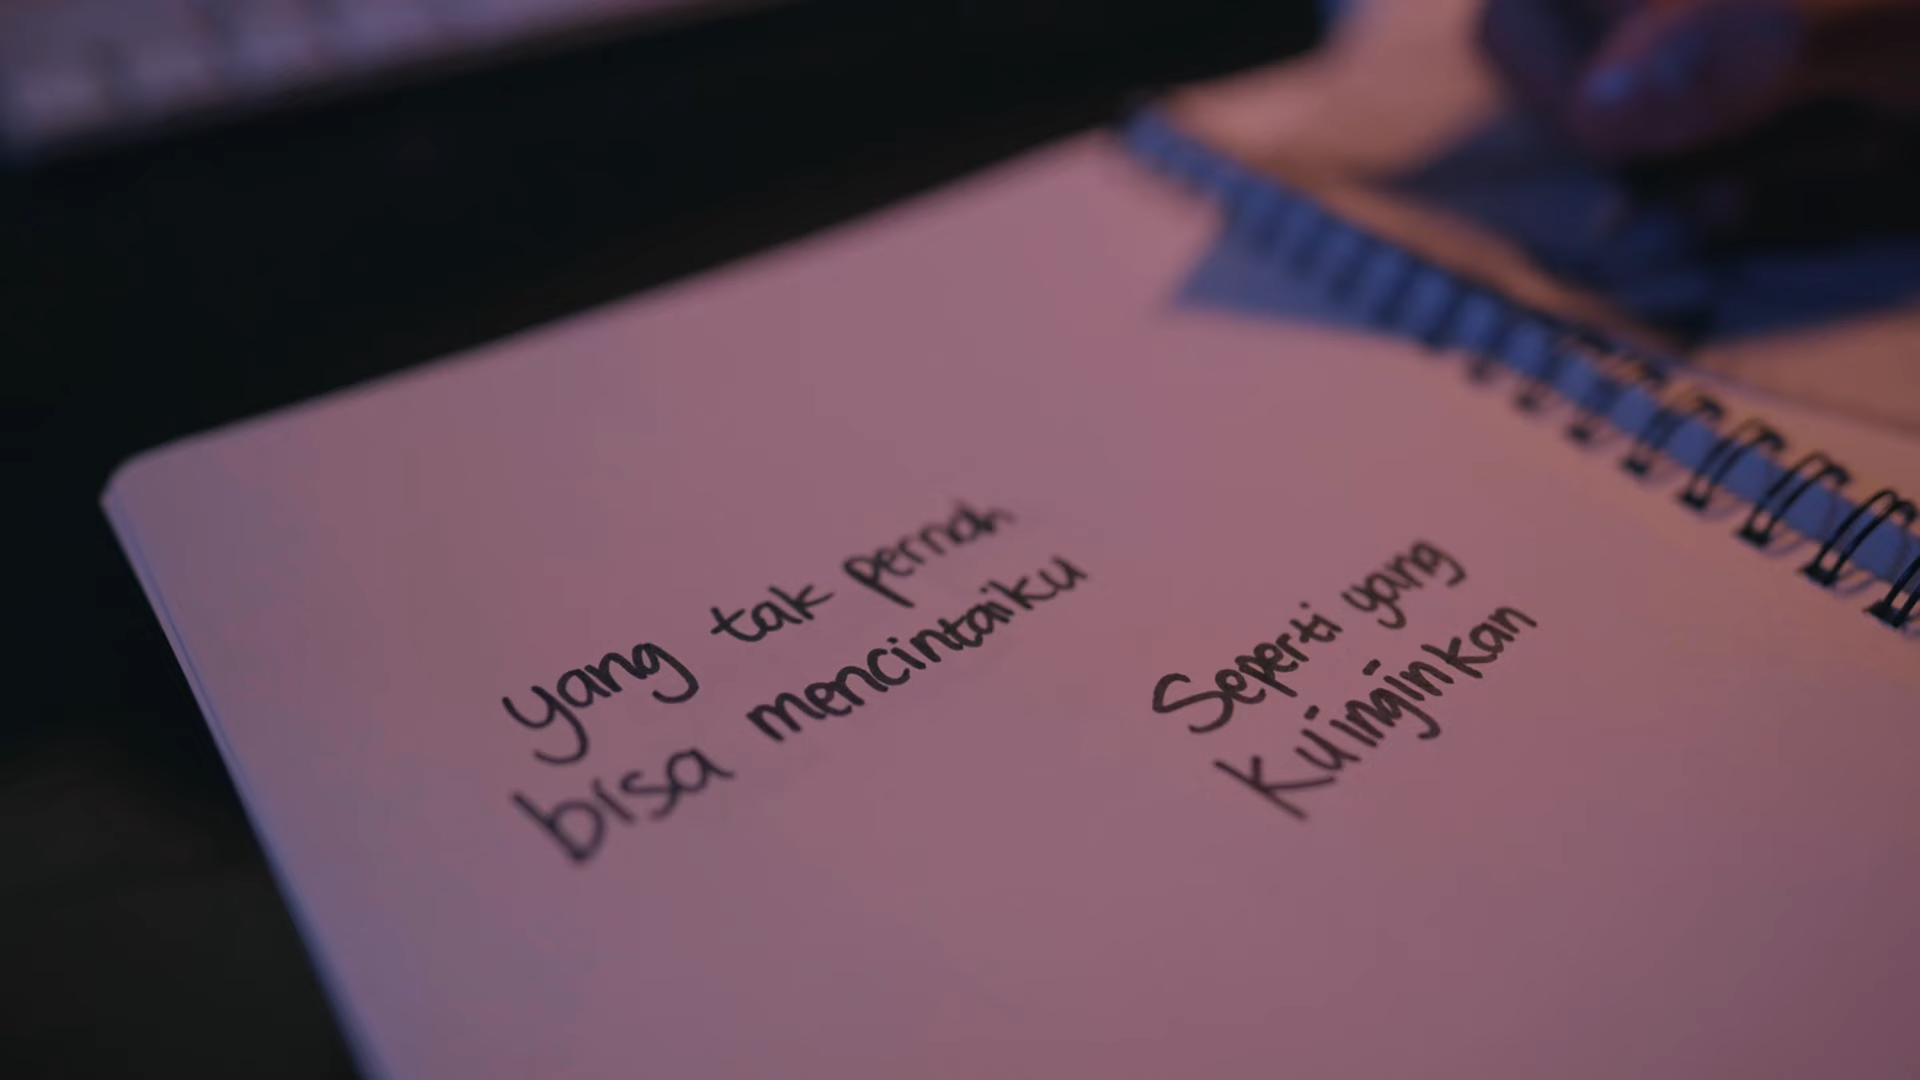 yang tak pernah
bisa mencintaiku
Seperti yang
Kuinginkan